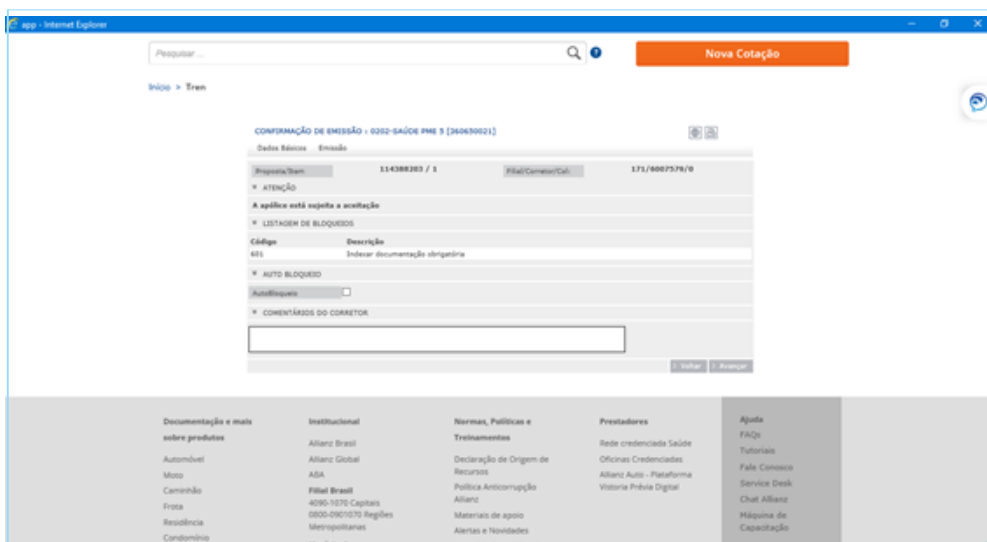 app - Internet Explorer
Pesquisar ...
Nova Cotação
Início > Tren
CONFIRMAÇÃO DE EMISSÃO : 0202-SAÚDE PME 5 [360650021]
Dados Básicos Emissão
Proposta/Item 114388203 / 1 Filial/Corretor/Col: 171/6007579/0
ATENÇÃO
A apólice está sujeita a aceitação
LISTAGEM DE BLOQUEIOS
Código Descrição
601 Indexar documentação obrigatória
AUTO BLOQUEIO
AutoBloqueio
COMENTÁRIOS DO CORRETOR
Voltar Avançar
Documentação e mais sobre produtos
Automóvel
Moto
Caminhão
Frota
Residência
Condomínio
Institucional
Allianz Brasil
Allianz Global
ABA
Filial Brasil
4090-1070 Capitais
0800-0901070 Regiões
Metropolitanas
Normas, Políticas e
Treinamentos
Declaração de Origem de
Recursos
Política Anticorrupção
Allianz
Materiais de apoio
Alertas e Novidades
Prestadores
Rede credenciada Saúde
Oficinas Credenciadas
Allianz Auto - Plataforma
Vistoria Prévia Digital
Ajuda
FAQs
Tutoriais
Fale Conosco
Service Desk
Chat Allianz
Máquina de
Capacitação